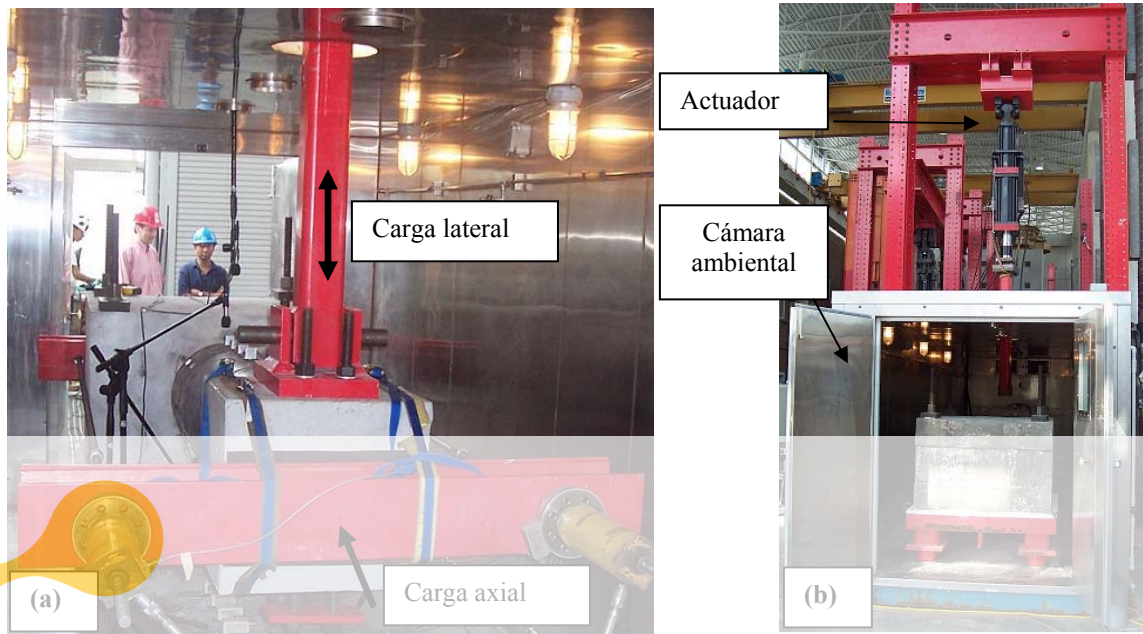 Carga lateral
Carga axial
(a)
Actuador
Cámara
ambiental
(b)